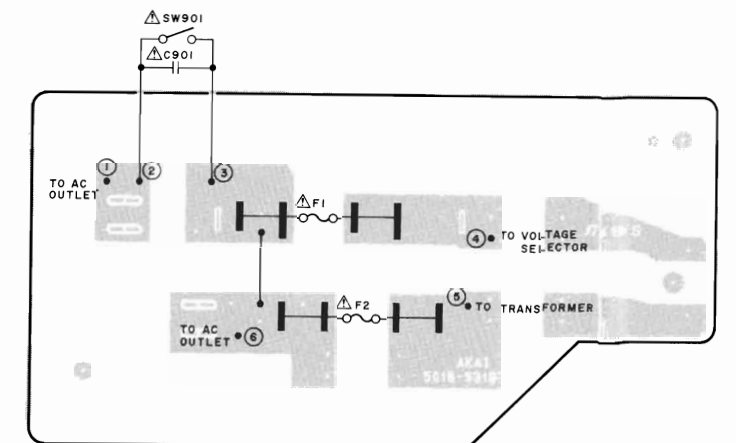 ⚠ SW901
⚠ C901
① ② ③
TO AC
OUTLET
⚠ F1
④ TO VOLTAGE
SELECTOR
⚠ F2
⑤ TO TRANSFORMER
TO AC
OUTLET ⑥
AKAI